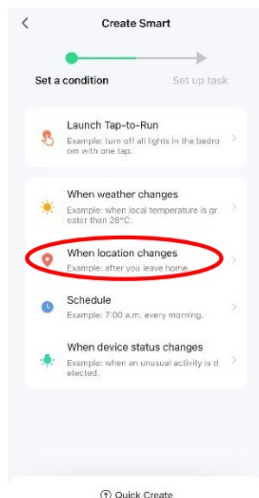 Create Smart
Set a condition
Set up task
Launch Tap-to-Run
Example: turn off all lights in the bedro
om with one tap.
When weather changes
Example: when local temperature is gr
eater than 28°C.
When location changes
Example: after you leave home.
Schedule
Example: 7:00 a.m. every morning.
When device status changes
Example: when an unusual activity is d
etected.
Quick Create